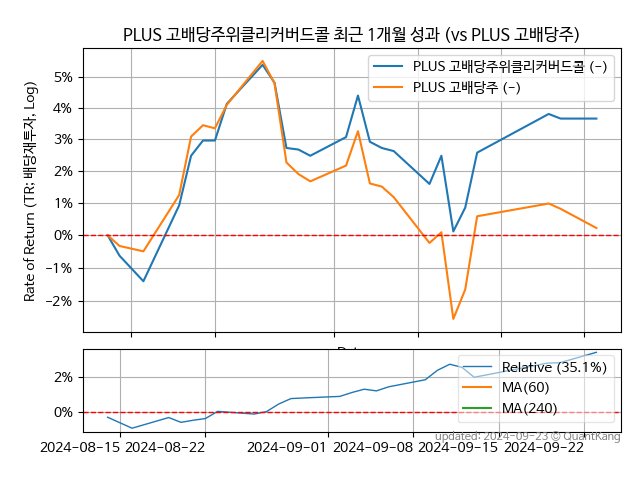 PLUS 고배당주위클리커버드콜 최근 1개월 성과 (vs PLUS 고배당주)
Rate of Return (TR: 배당재투자, Log)
5%
4%
3%
2%
1%
0%
−1%
−2%
PLUS 고배당주위클리커버드콜 (-)
PLUS 고배당주 (-)
2%
0%
Relative (35.1%)
MA(60)
MA(240)
updated: 2024-09-23 © QuantKang
2024-08-15 2024-08-22 2024-09-01 2024-09-08 2024-09-15 2024-09-22